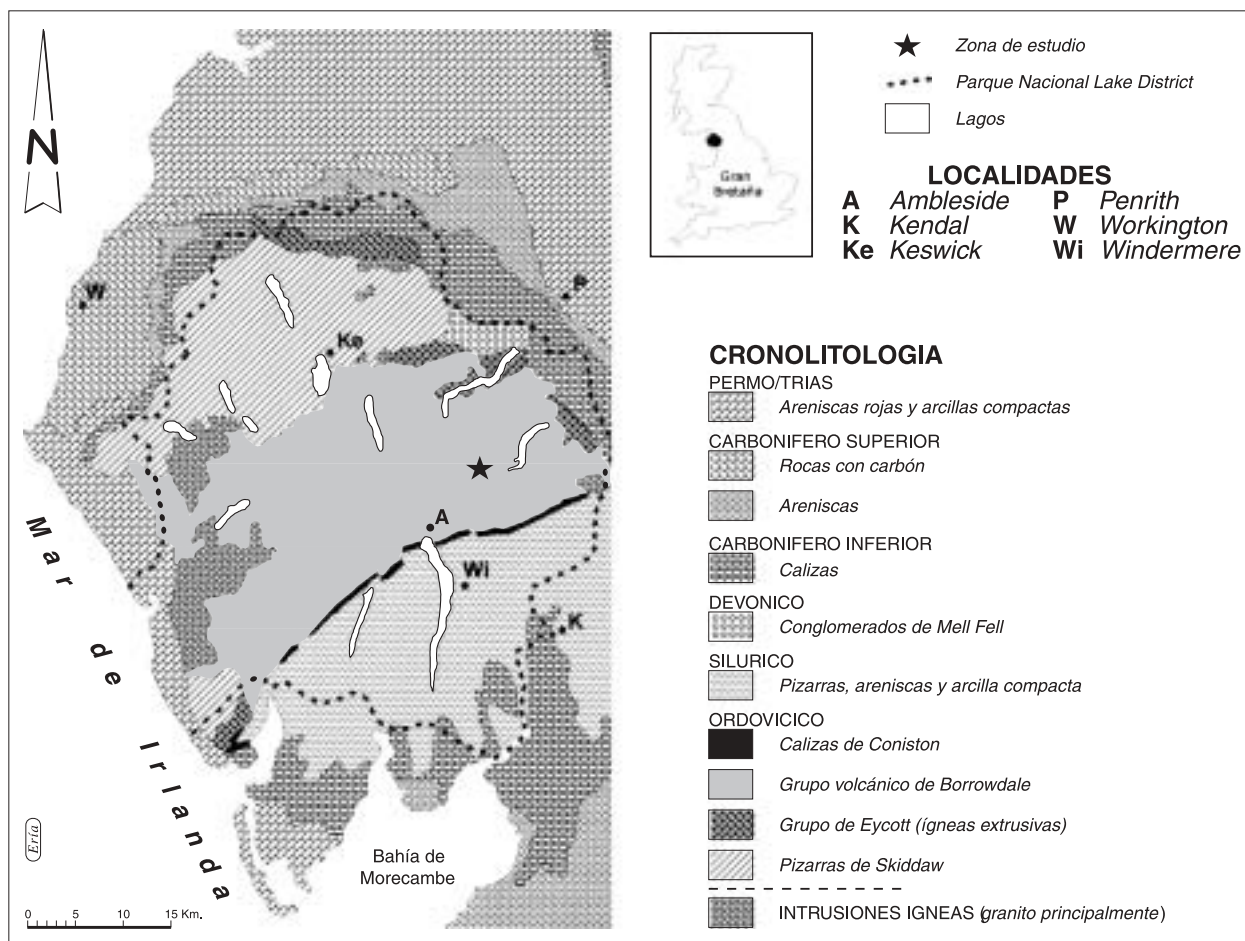 N
Zona de estudio
Parque Nacional Lake District
Lagos
Gran
Bretaña
LOCALIDADES
A Ambleside P Penrith
K Kendal W Workington
Ke Keswick Wi Windermere
W
P
Ke
A
Wi
K
Mar de Irlanda
Bahía de
Morecambe
Ería
0 5 10 15 Km.
CRONOLITOLOGIA
PERMO/TRIAS
Areniscas rojas y arcillas compactas
CARBONIFERO SUPERIOR
Rocas con carbón
Areniscas
CARBONIFERO INFERIOR
Calizas
DEVONICO
Conglomerados de Mell Fell
SILURICO
Pizarras, areniscas y arcilla compacta
ORDOVICICO
Calizas de Coniston
Grupo volcánico de Borrowdale
Grupo de Eycott (ígneas extrusivas)
Pizarras de Skiddaw
INTRUSIONES IGNEAS (granito principalmente)